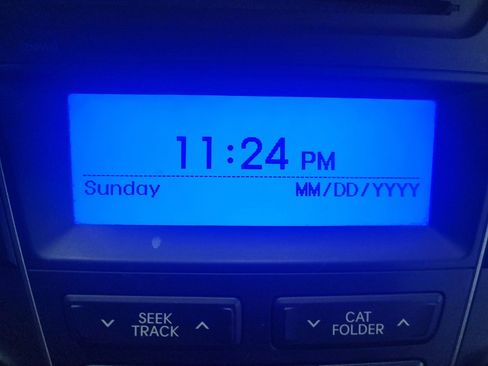 11:24 PM
Sunday MM/DD/YYYY
SEEK CAT
TRACK FOLDER